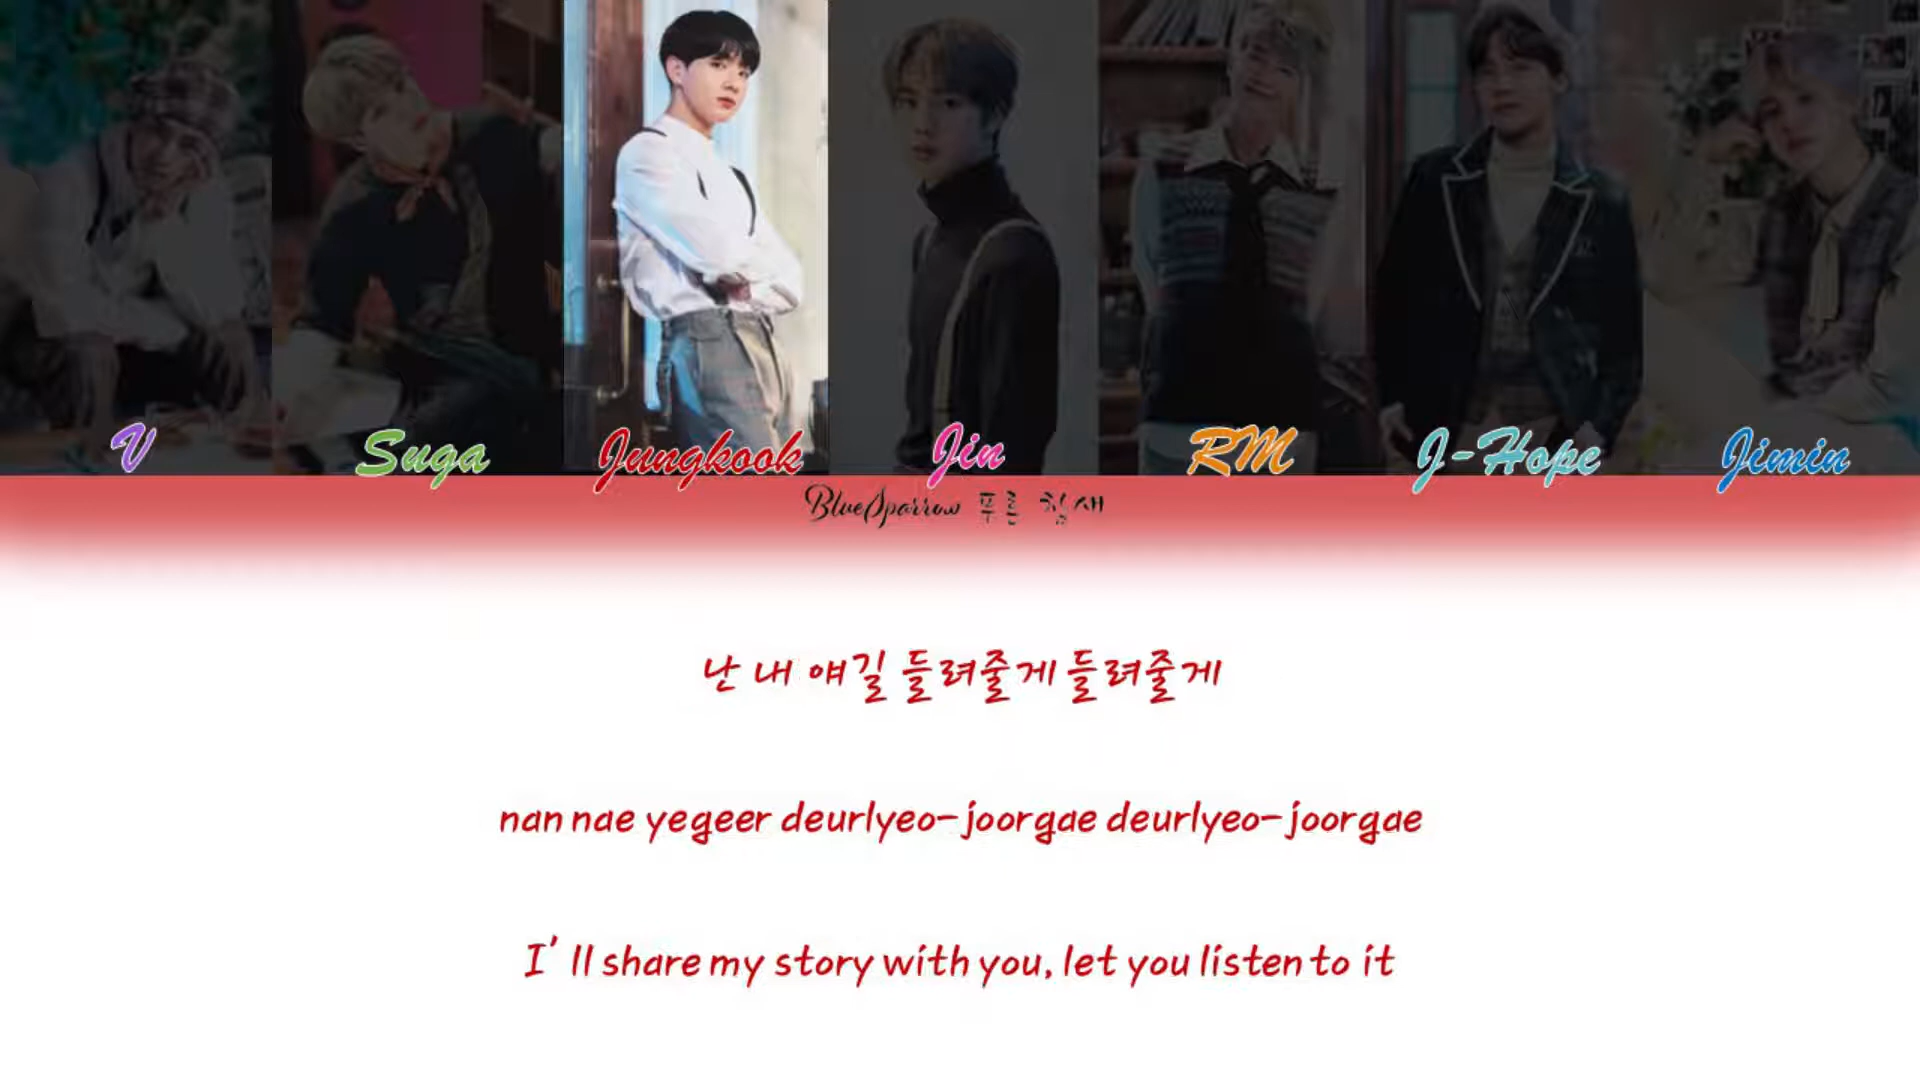 V Suga Jungkook Jin RM J-Hope Jimin
BlueSparrow 푸른 참새
난 내 얘길 들려줄게 들려줄게
nan nae yegeer deurlyeo-joorgae deurlyeo-joorgae
I'll share my story with you, let you listen to it